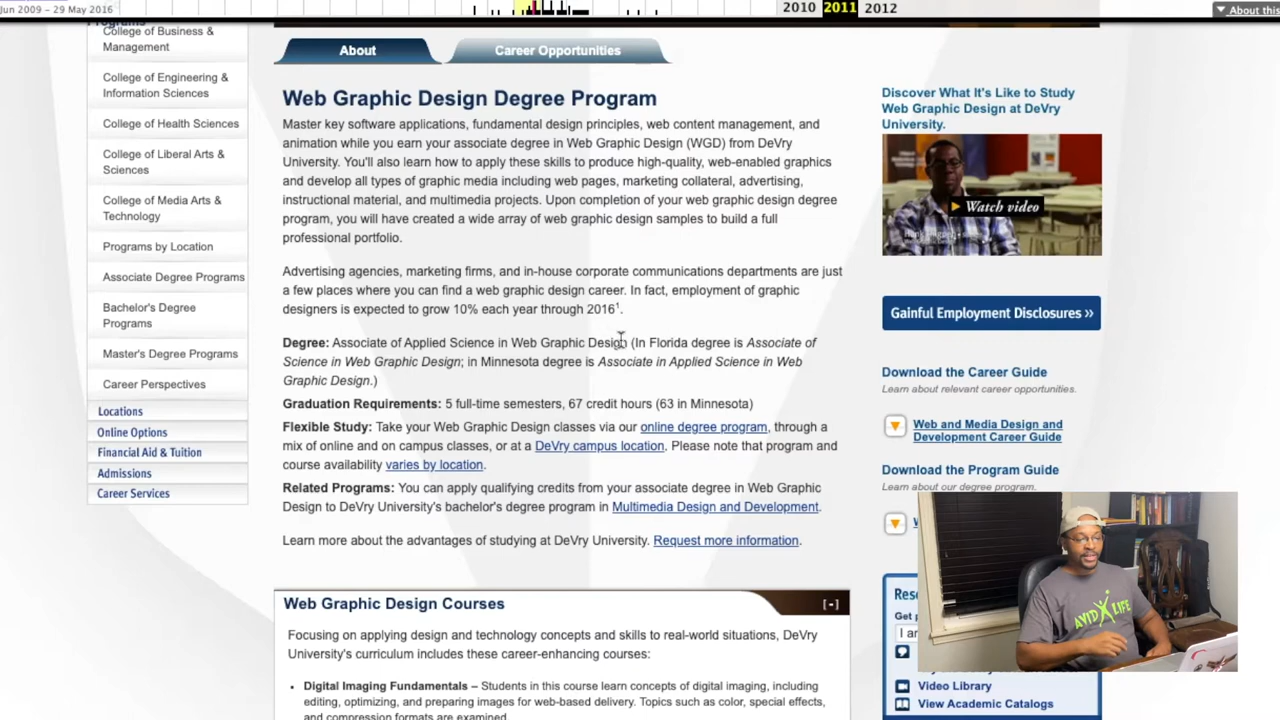 Jun 2009 – 29 May 2016
2010 2011 2012
▼ About this
Programs
College of Business &
Management
College of Engineering &
Information Sciences
College of Health Sciences
College of Liberal Arts &
Sciences
College of Media Arts &
Technology
Programs by Location
Associate Degree Programs
Bachelor's Degree
Programs
Master's Degree Programs
Career Perspectives
Locations
Online Options
Financial Aid & Tuition
Admissions
Career Services
About
Career Opportunities
Web Graphic Design Degree Program
Master key software applications, fundamental design principles, web content management, and
animation while you earn your associate degree in Web Graphic Design (WGD) from DeVry
University. You'll also learn how to apply these skills to produce high-quality, web-enabled graphics
and develop all types of graphic media including web pages, marketing collateral, advertising,
instructional material, and multimedia projects. Upon completion of your web graphic design degree
program, you will have created a wide array of web graphic design samples to build a full
professional portfolio.
Advertising agencies, marketing firms, and in-house corporate communications departments are just
a few places where you can find a web graphic design career. In fact, employment of graphic
designers is expected to grow 10% each year through 2016¹.
Degree: Associate of Applied Science in Web Graphic Design (In Florida degree is Associate of
Science in Web Graphic Design; in Minnesota degree is Associate in Applied Science in Web
Graphic Design.)
Graduation Requirements: 5 full-time semesters, 67 credit hours (63 in Minnesota)
Flexible Study: Take your Web Graphic Design classes via our online degree program, through a
mix of online and on campus classes, or at a DeVry campus location. Please note that program and
course availability varies by location.
Related Programs: You can apply qualifying credits from your associate degree in Web Graphic
Design to DeVry University's bachelor's degree program in Multimedia Design and Development.
Learn more about the advantages of studying at DeVry University. Request more information.
Web Graphic Design Courses
[-]
Focusing on applying design and technology concepts and skills to real-world situations, DeVry
University's curriculum includes these career-enhancing courses:
• Digital Imaging Fundamentals – Students in this course learn concepts of digital imaging, including
editing, optimizing, and preparing images for web-based delivery. Topics such as color, special effects,
and compression formats are examined.
Discover What It's Like to Study
Web Graphic Design at DeVry
University.
Watch video
Gainful Employment Disclosures »
Download the Career Guide
Learn about relevant career opportunities.
Web and Media Design and
Development Career Guide
Download the Program Guide
Learn about our degree program.
Get
I ar
AVID LIFE
Video Library
View Academic Catalogs